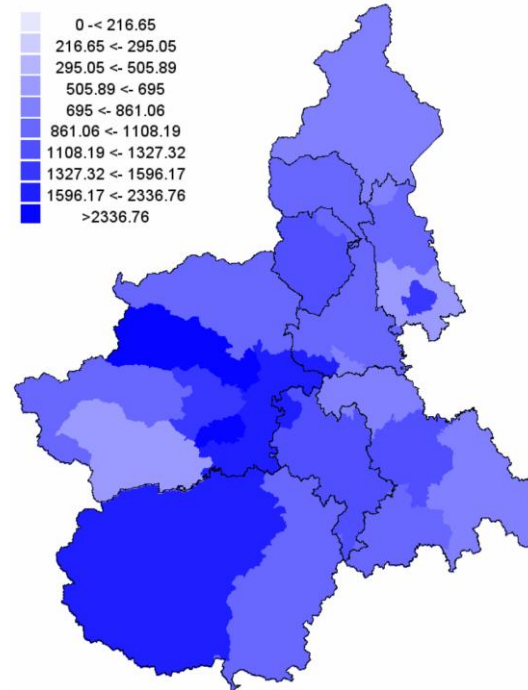 0 -< 216.65
216.65 <- 295.05
295.05 <- 505.89
505.89 <- 695
695 <- 861.06
861.06 <- 1108.19
1108.19 <- 1327.32
1327.32 <- 1596.17
1596.17 <- 2336.76
>2336.76